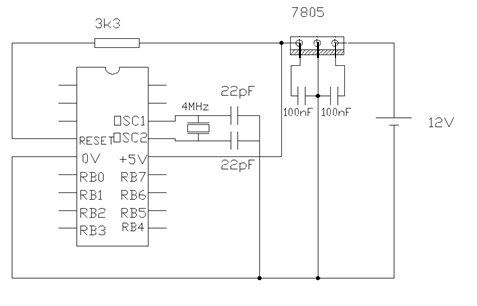 7805
3k3
22pF
4MHz
OSC1
100nF 100nF
RESET OSC2
12V
0V +5V
22pF
RB0 RB7
RB1 RB6
RB2 RB5
RB3 RB4